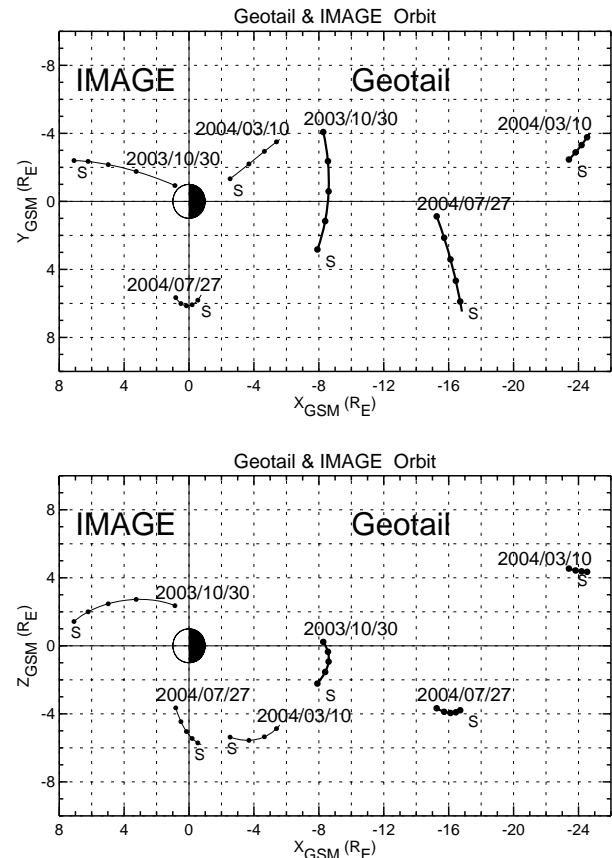 Geotail & IMAGE Orbit
-8
IMAGE
Geotail
2004/03/10
2003/10/30
2004/03/10
-4
2003/10/30
S
S
S
Y_GSM (R_E)
0
2004/07/27
S
4
2004/07/27
S
S
8
8
4
0
-4
-8
-12
-16
-20
-24
X_GSM (R_E)
Geotail & IMAGE Orbit
8
IMAGE
Geotail
2004/03/10
4
S
2003/10/30
S
2003/10/30
Z_GSM (R_E)
0
S
2004/07/27
2004/07/27
-4
2004/03/10
S
S
S
-8
8
4
0
-4
-8
-12
-16
-20
-24
X_GSM (R_E)